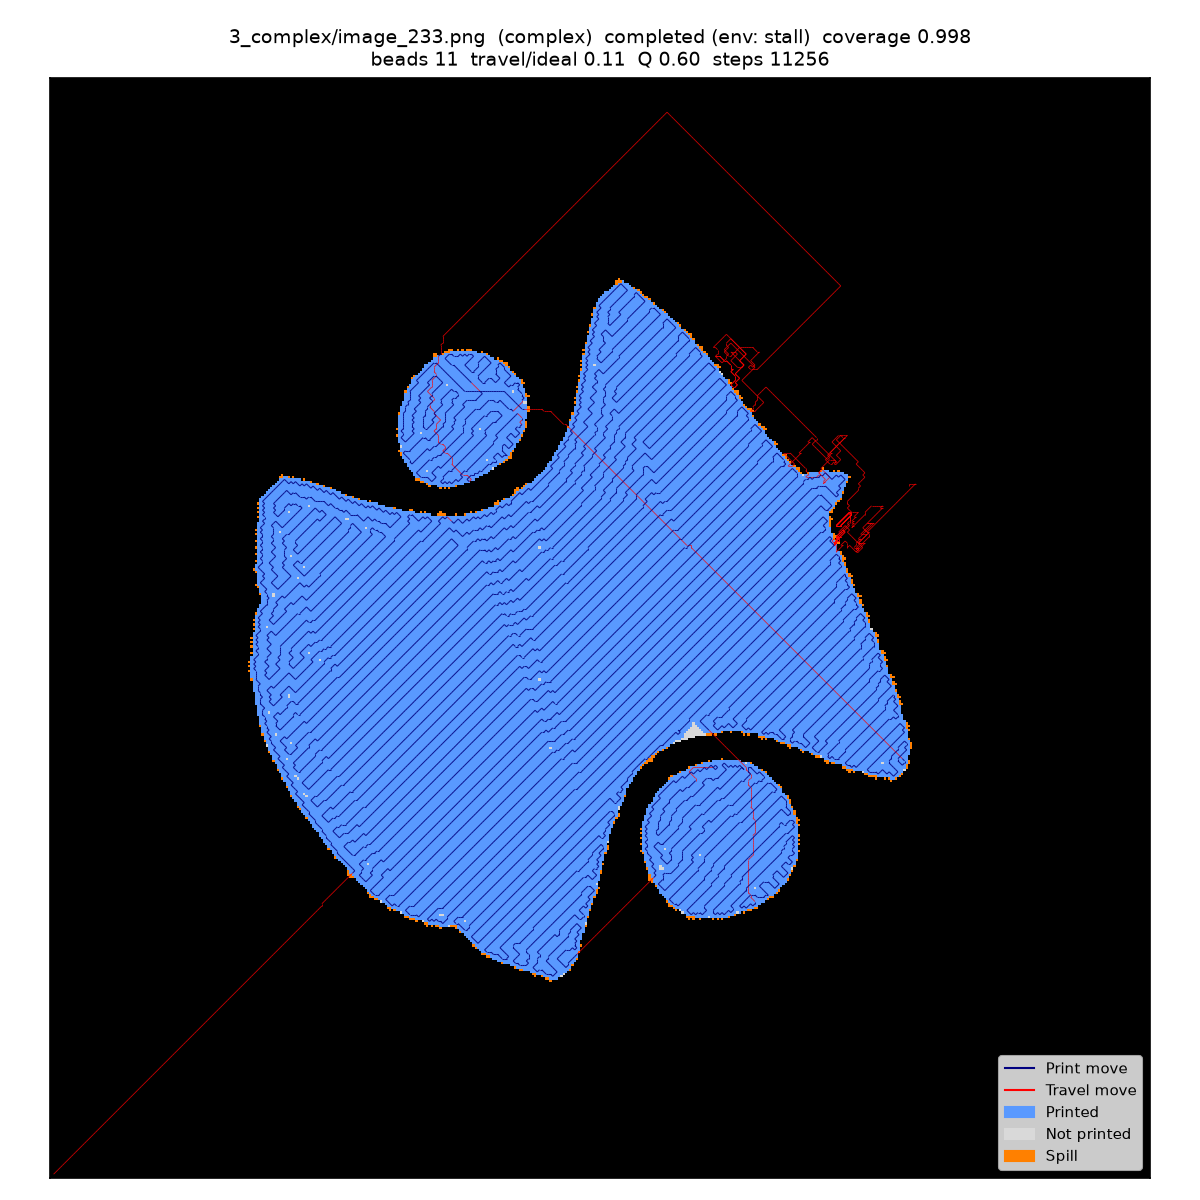 3_complex/image_233.png  (complex)  completed (env: stall)  coverage 0.998
beads 11  travel/ideal 0.11  Q 0.60  steps 11256
Print move
Travel move
Printed
Not printed
Spill